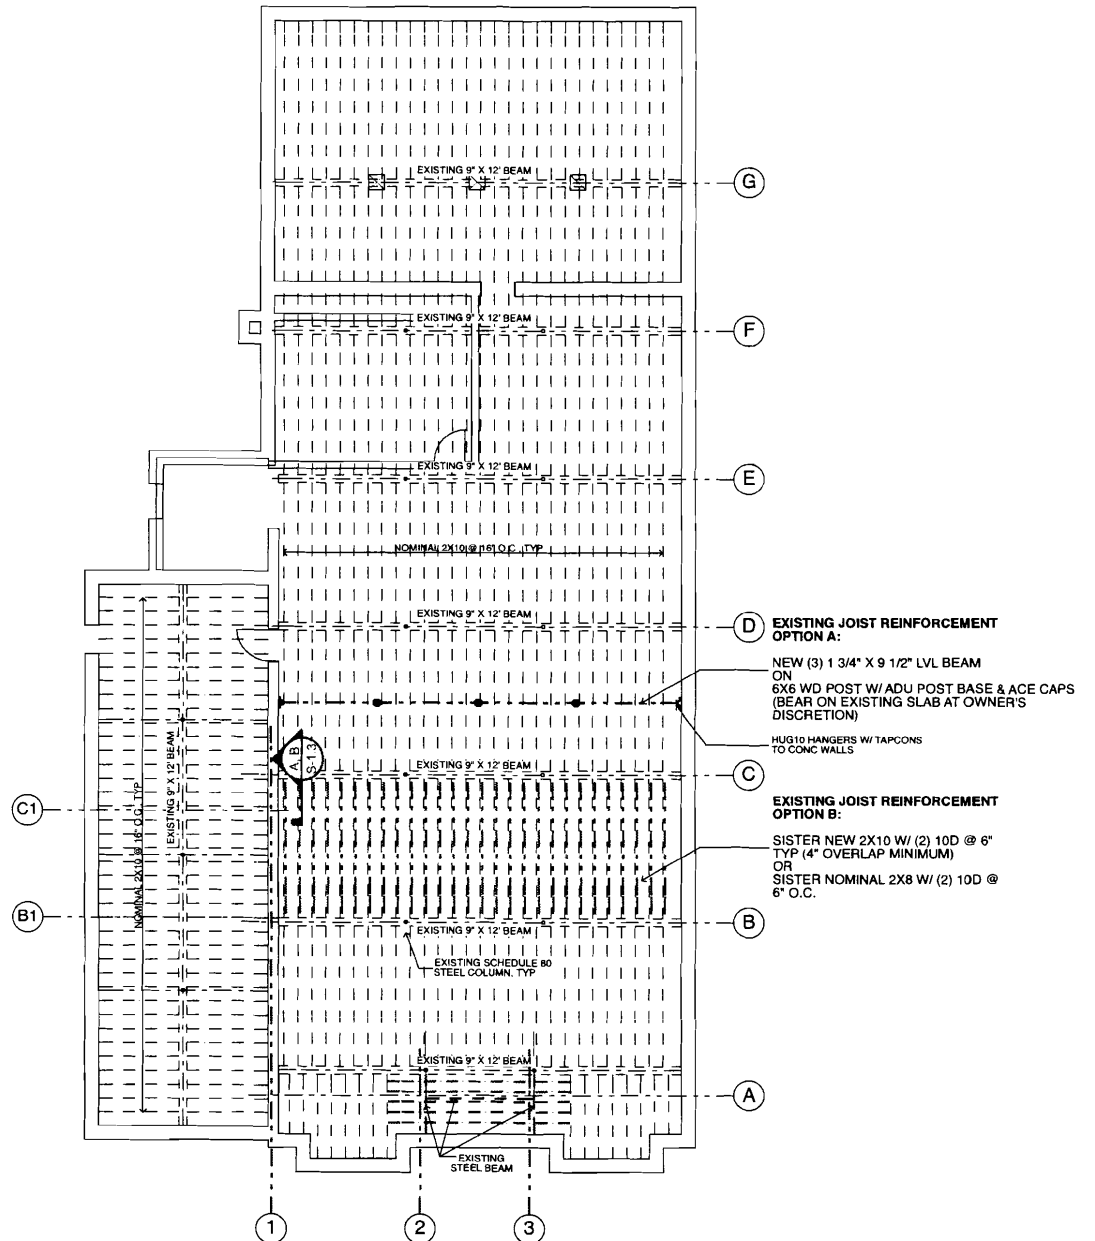 EXISTING 9" X 12' BEAM
G
EXISTING 9" X 12' BEAM
F
EXISTING 9" X 12' BEAM
E
NOMINAL 2X10 @ 16" O.C., TYP
EXISTING 9" X 12' BEAM
D
EXISTING JOIST REINFORCEMENT
OPTION A:
NEW (3) 1 3/4" X 9 1/2" LVL BEAM
ON
6X6 WD POST W/ ADU POST BASE & ACE CAPS
(BEAR ON EXISTING SLAB AT OWNER'S
DISCRETION)
HUG10 HANGERS W/ TAPCONS
TO CONC WALLS
A, B
S-1.3
EXISTING 9" X 12' BEAM
C
C1
NOMINAL 2X10 @ 16" O.C. TYP
EXISTING 9" X 12' BEAM
EXISTING JOIST REINFORCEMENT
OPTION B:
SISTER NEW 2X10 W/ (2) 10D @ 6"
TYP (4" OVERLAP MINIMUM)
OR
SISTER NOMINAL 2X8 W/ (2) 10D @
6" O.C.
B1
EXISTING 9" X 12' BEAM
B
EXISTING SCHEDULE 80
STEEL COLUMN, TYP
EXISTING 9" X 12' BEAM
A
EXISTING
STEEL BEAM
1
2
3